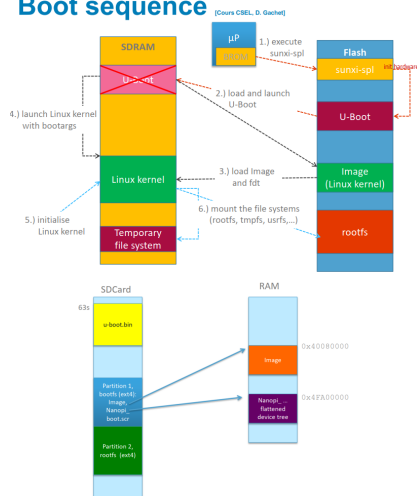 Boot sequence
[Cours CSEL, D. Gachet]
SDRAM
µP
BROM
1.) execute
sunxi-spl
Flash
sunxi-spl
init hardware
U-Boot
2.) load and launch
U-Boot
U-Boot
4.) launch Linux kernel
with bootargs
Linux kernel
3.) load Image
and fdt
Image
(Linux kernel)
5.) initialise
Linux kernel
6.) mount the file systems
(rootfs, tmpfs, usrfs,...)
Temporary
file system
rootfs
SDCard
RAM
63s
u-boot.bin
0x40080000
Image
Partition 1,
bootfs (ext4):
Image,
Nanopi_
boot.scr
0x4FA00000
Nanopi_ ...
flattened
device tree
Partition 2,
rootfs (ext4)